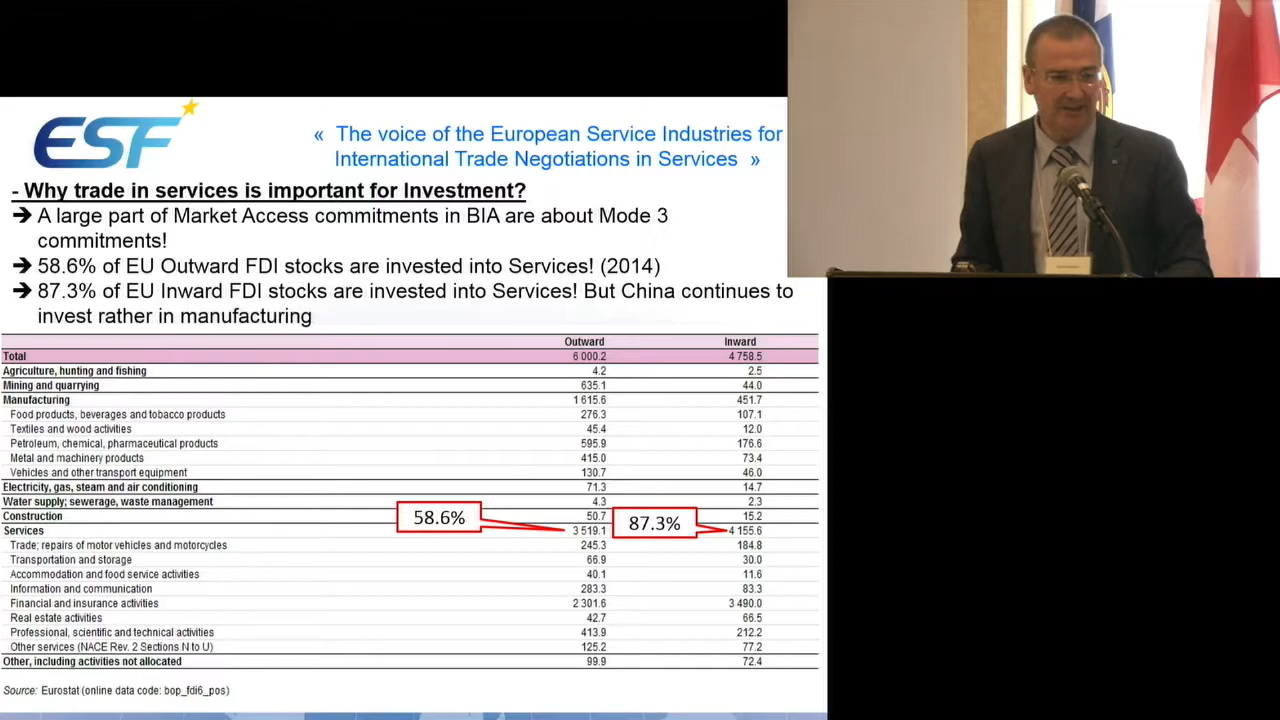 ESF
« The voice of the European Service Industries for
International Trade Negotiations in Services »
- Why trade in services is important for Investment?
➔ A large part of Market Access commitments in BIA are about Mode 3
commitments!
➔ 58.6% of EU Outward FDI stocks are invested into Services! (2014)
➔ 87.3% of EU Inward FDI stocks are invested into Services! But China continues to
invest rather in manufacturing
Outward Inward
Total 6 000.2 4 758.5
Agriculture, hunting and fishing 4.2 2.5
Mining and quarrying 635.1 44.0
Manufacturing 1 615.6 451.7
Food products, beverages and tobacco products 276.3 107.1
Textiles and wood activities 45.4 12.0
Petroleum, chemical, pharmaceutical products 595.9 176.6
Metal and machinery products 415.0 73.4
Vehicles and other transport equipment 130.7 46.0
Electricity, gas, steam and air conditioning 71.3 14.7
Water supply; sewerage, waste management 4.3 2.3
Construction 50.7 15.2
58.6% 87.3%
Services 3 519.1 4 155.6
Trade; repairs of motor vehicles and motorcycles 245.3 184.8
Transportation and storage 66.9 30.0
Accommodation and food service activities 40.1 11.6
Information and communication 283.3 83.3
Financial and insurance activities 2 301.6 3 490.0
Real estate activities 42.7 66.5
Professional, scientific and technical activities 413.9 212.2
Other services (NACE Rev. 2 Sections N to U) 125.2 77.2
Other, including activities not allocated 99.9 72.4
Source: Eurostat (online data code: bop_fdi6_pos)